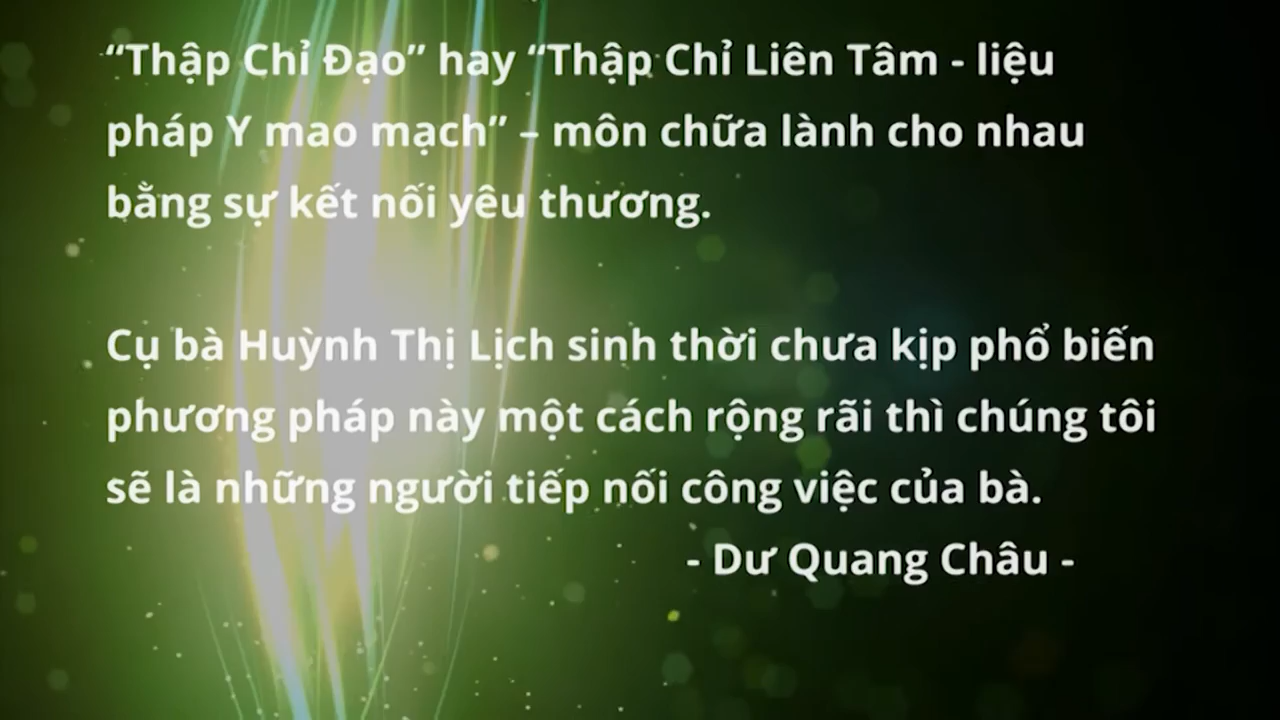 “Thập Chỉ Đạo” hay “Thập Chỉ Liên Tâm - liệu
pháp Y mao mạch” – môn chữa lành cho nhau
bằng sự kết nối yêu thương.
Cụ bà Huỳnh Thị Lịch sinh thời chưa kịp phổ biến
phương pháp này một cách rộng rãi thì chúng tôi
sẽ là những người tiếp nối công việc của bà.
- Dư Quang Châu -